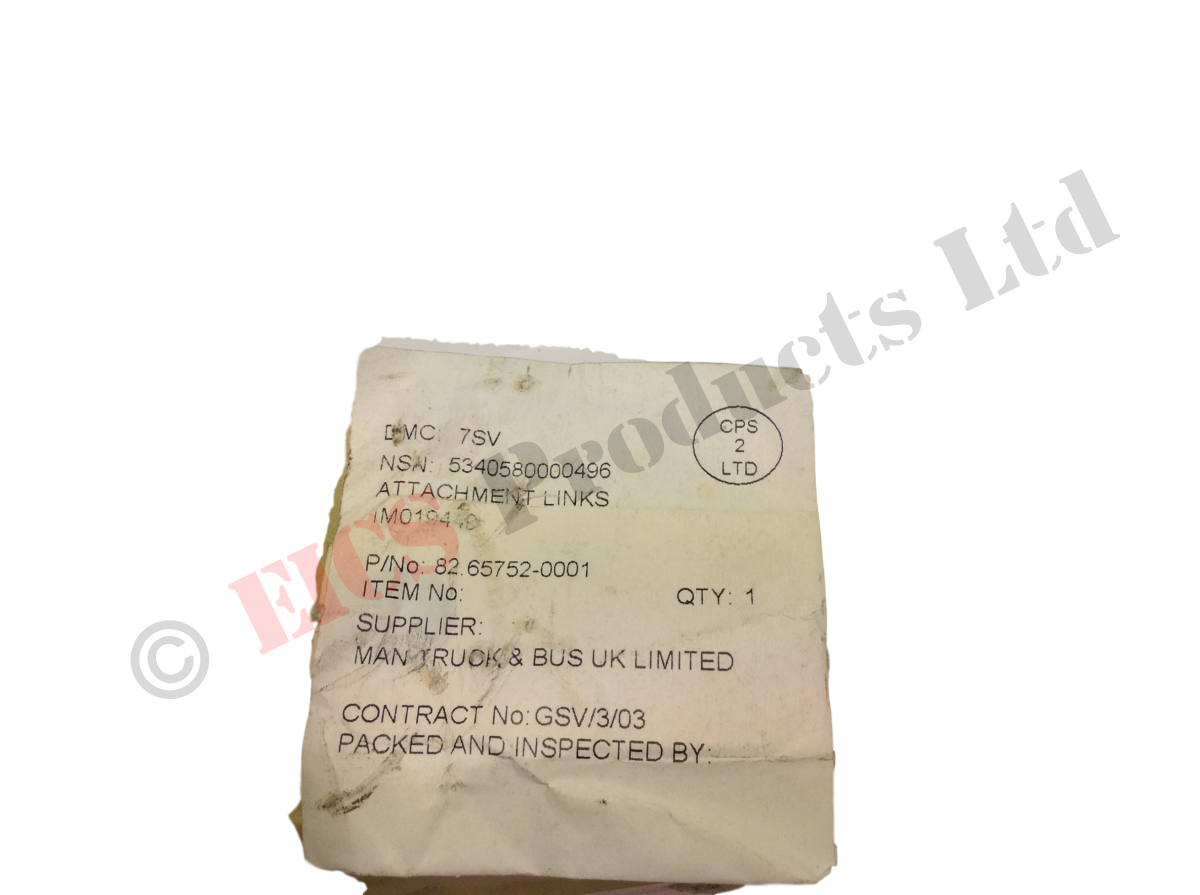 DMC: 7SV
CPS
2
LTD
NSN: 5340580000496
ATTACHMENT LINKS
P/No: 82.65752-0001
ITEM No:
QTY: 1
SUPPLIER:
MAN TRUCK & BUS UK LIMITED
CONTRACT No: GSV/3/03
PACKED AND INSPECTED BY:
© EICS Products Ltd